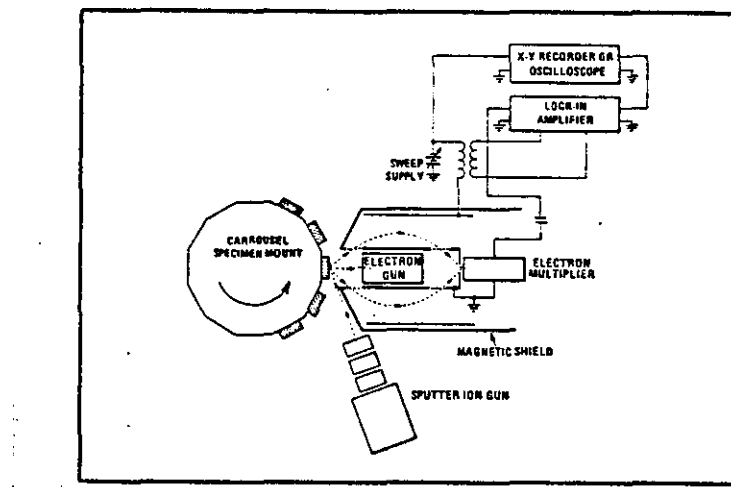 X-Y RECORDER OR
OSCILLOSCOPE
LOCK-IN
AMPLIFIER
SWEEP
SUPPLY
CARROUSEL
SPECIMEN MOUNT
ELECTRON
GUN
ELECTRON
MULTIPLIER
MAGNETIC SHIELD
SPUTTER ION GUN